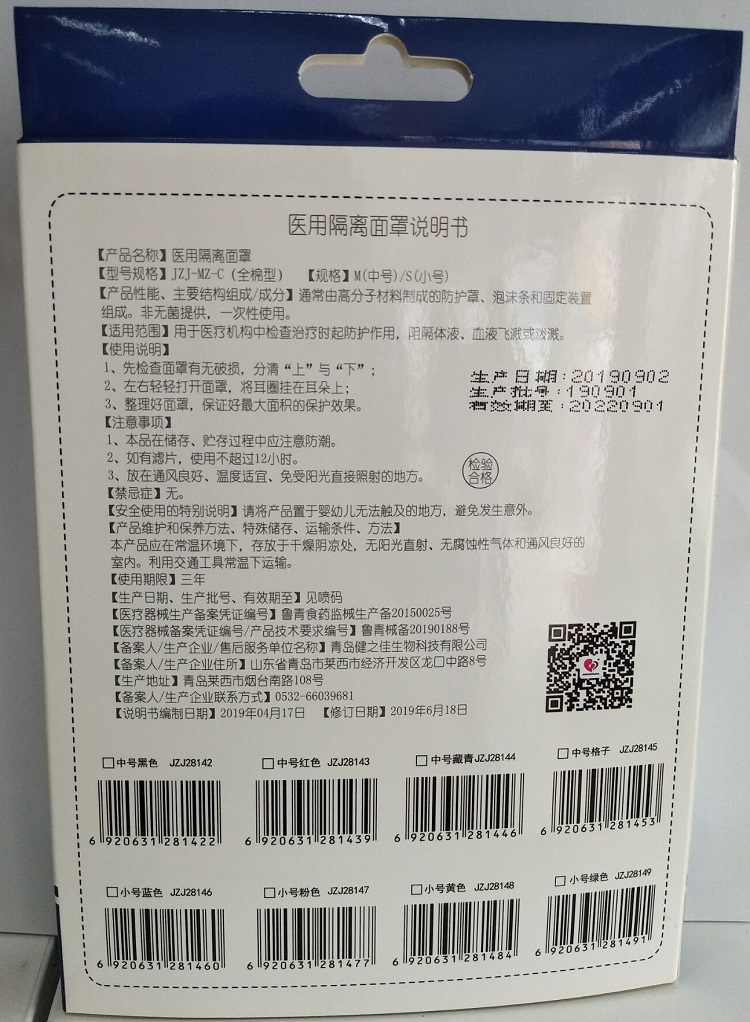 医用隔离面罩说明书
【产品名称】医用隔离面罩
【型号规格】JZJ-MZ-C（全棉型） 【规格】M(中号)/S(小号)
【产品性能、主要结构组成/成分】通常由高分子材料制成的防护罩、泡沫条和固定装置
组成。非无菌提供，一次性使用。
【适用范围】用于医疗机构中检查治疗时起防护作用，阻隔体液、血液飞溅或泼溅。
【使用说明】
1、先检查面罩有无破损，分清“上”与“下”；
2、左右轻轻打开面罩，将耳圈挂在耳朵上；
3、整理好面罩，保证好最大面积的保护效果。
生产日期：20190902
生产批号：190901
有效期至：20220901
【注意事项】
1、本品在储存、贮存过程中应注意防潮。
2、如有滤片，使用不超过12小时。
3、放在通风良好、温度适宜、免受阳光直接照射的地方。
检验
合格
【禁忌症】无。
【安全使用的特别说明】请将产品置于婴幼儿无法触及的地方，避免发生意外。
【产品维护和保养方法、特殊储存、运输条件、方法】
本产品应在常温环境下，存放于干燥阴凉处，无阳光直射、无腐蚀性气体和通风良好的
室内。利用交通工具常温下运输。
【使用期限】三年
【生产日期、生产批号、有效期至】见喷码
【医疗器械生产备案凭证编号】鲁青食药监械生产备20150025号
【医疗器械备案凭证编号/产品技术要求编号】鲁青械备20190188号
【备案人/生产企业/售后服务单位名称】青岛健之佳生物科技有限公司
【备案人/生产企业住所】山东省青岛市莱西市经济开发区龙口中路8号
【生产地址】青岛莱西市烟台南路108号
【备案人/生产企业联系方式】0532-66039681
【说明书编制日期】2019年04月17日 【修订日期】2019年6月18日
中号黑色 JZJ28142
中号红色 JZJ28143
中号藏青 JZJ28144
中号格子 JZJ28145
6 920631 281422
6 920631 281439
6 920631 281446
6 920631 281453
小号蓝色 JZJ28146
小号粉色 JZJ28147
小号黄色 JZJ28148
小号绿色 JZJ28149
6 920631 281460
6 920631 281477
6 920631 281484
6 920631 281491